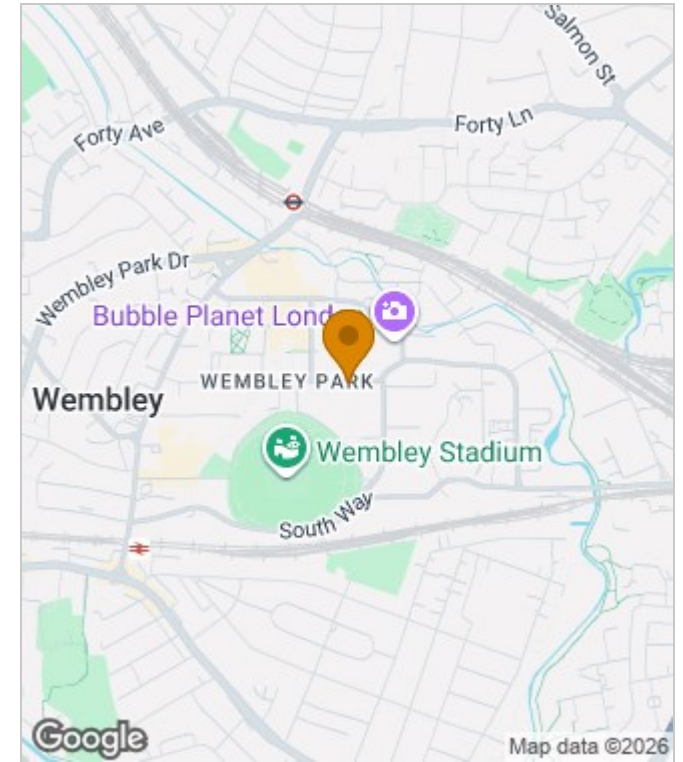 Salmon St
Forty Ave
Forty Ln
Wembley Park Dr
Bubble Planet Lond
WEMBLEY PARK
Wembley
Wembley Stadium
South Way
Google
Map data ©2026